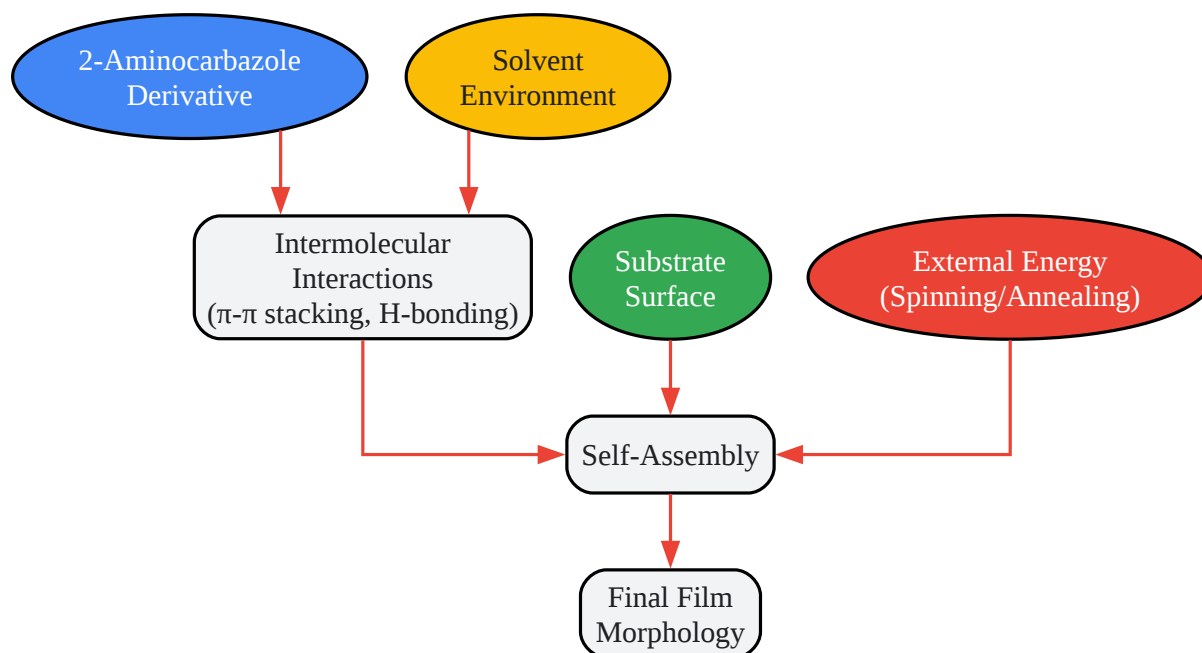 2-Aminocarbazole
Derivative
Solvent
Environment
Intermolecular
Interactions
(π-π stacking, H-bonding)
Substrate
Surface
External Energy
(Spinning/Annealing)
Self-Assembly
Final Film
Morphology